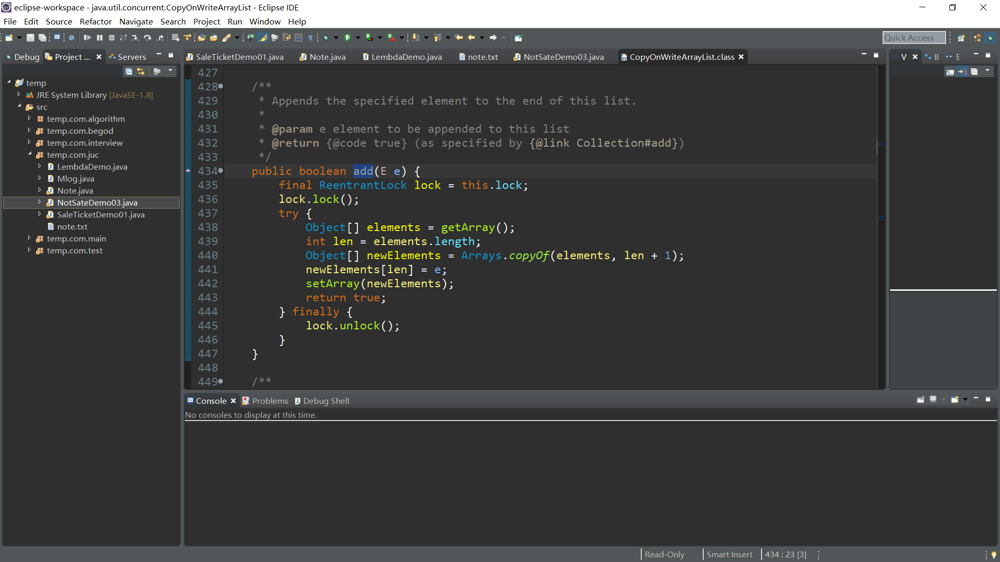 eclipse-workspace - java.util.concurrent.CopyOnWriteArrayList - Eclipse IDE
File Edit Source Refactor Navigate Search Project Run Window Help
Quick Access
Debug Project ... Servers
SaleTicketDemo01.java Note.java LembdaDemo.java note.txt NotSateDemo03.java CopyOnWriteArrayList.class
V B E
temp
JRE System Library [JavaSE-1.8]
src
temp.com.algorithm
temp.com.begod
temp.com.interview
temp.com.juc
LembdaDemo.java
Mlog.java
Note.java
NotSateDemo03.java
SaleTicketDemo01.java
note.txt
temp.com.main
temp.com.test
427
428 /**
429 * Appends the specified element to the end of this list.
430 *
431 * @param e element to be appended to this list
432 * @return {@code true} (as specified by {@link Collection#add})
433 */
434 public boolean add(E e) {
435 final ReentrantLock lock = this.lock;
436 lock.lock();
437 try {
438 Object[] elements = getArray();
439 int len = elements.length;
440 Object[] newElements = Arrays.copyOf(elements, len + 1);
441 newElements[len] = e;
442 setArray(newElements);
443 return true;
444 } finally {
445 lock.unlock();
446 }
447 }
448
449 /**
Console Problems Debug Shell
No consoles to display at this time.
Read-Only Smart Insert 434 : 23 [3]